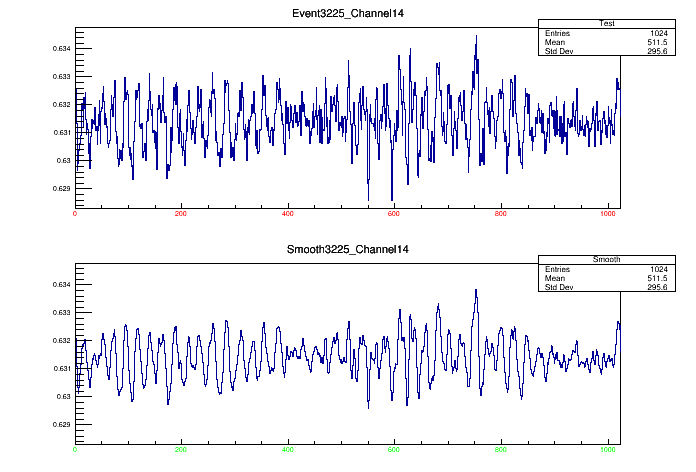 Event3225_Channel14
Test
Entries 1024
Mean 511.5
Std Dev 295.6
0.634
0.633
0.632
0.631
0.63
0.629
0 200 400 600 800 1000
Smooth3225_Channel14
Smooth
Entries 1024
Mean 511.5
Std Dev 295.6
0.634
0.633
0.632
0.631
0.63
0.629
0 200 400 600 800 1000